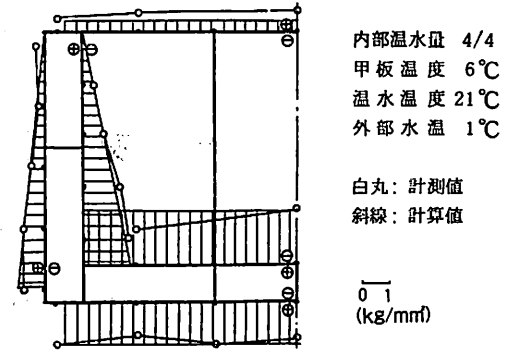 内部温水量 4/4
甲板温度 6℃
温水温度 21℃
外部水温 1℃
白丸: 計測値
斜線: 計算値
0 1
(kg/mm²)
⊕
⊖
⊕⊖
⊖
⊕
⊕⊖
⊖
⊕